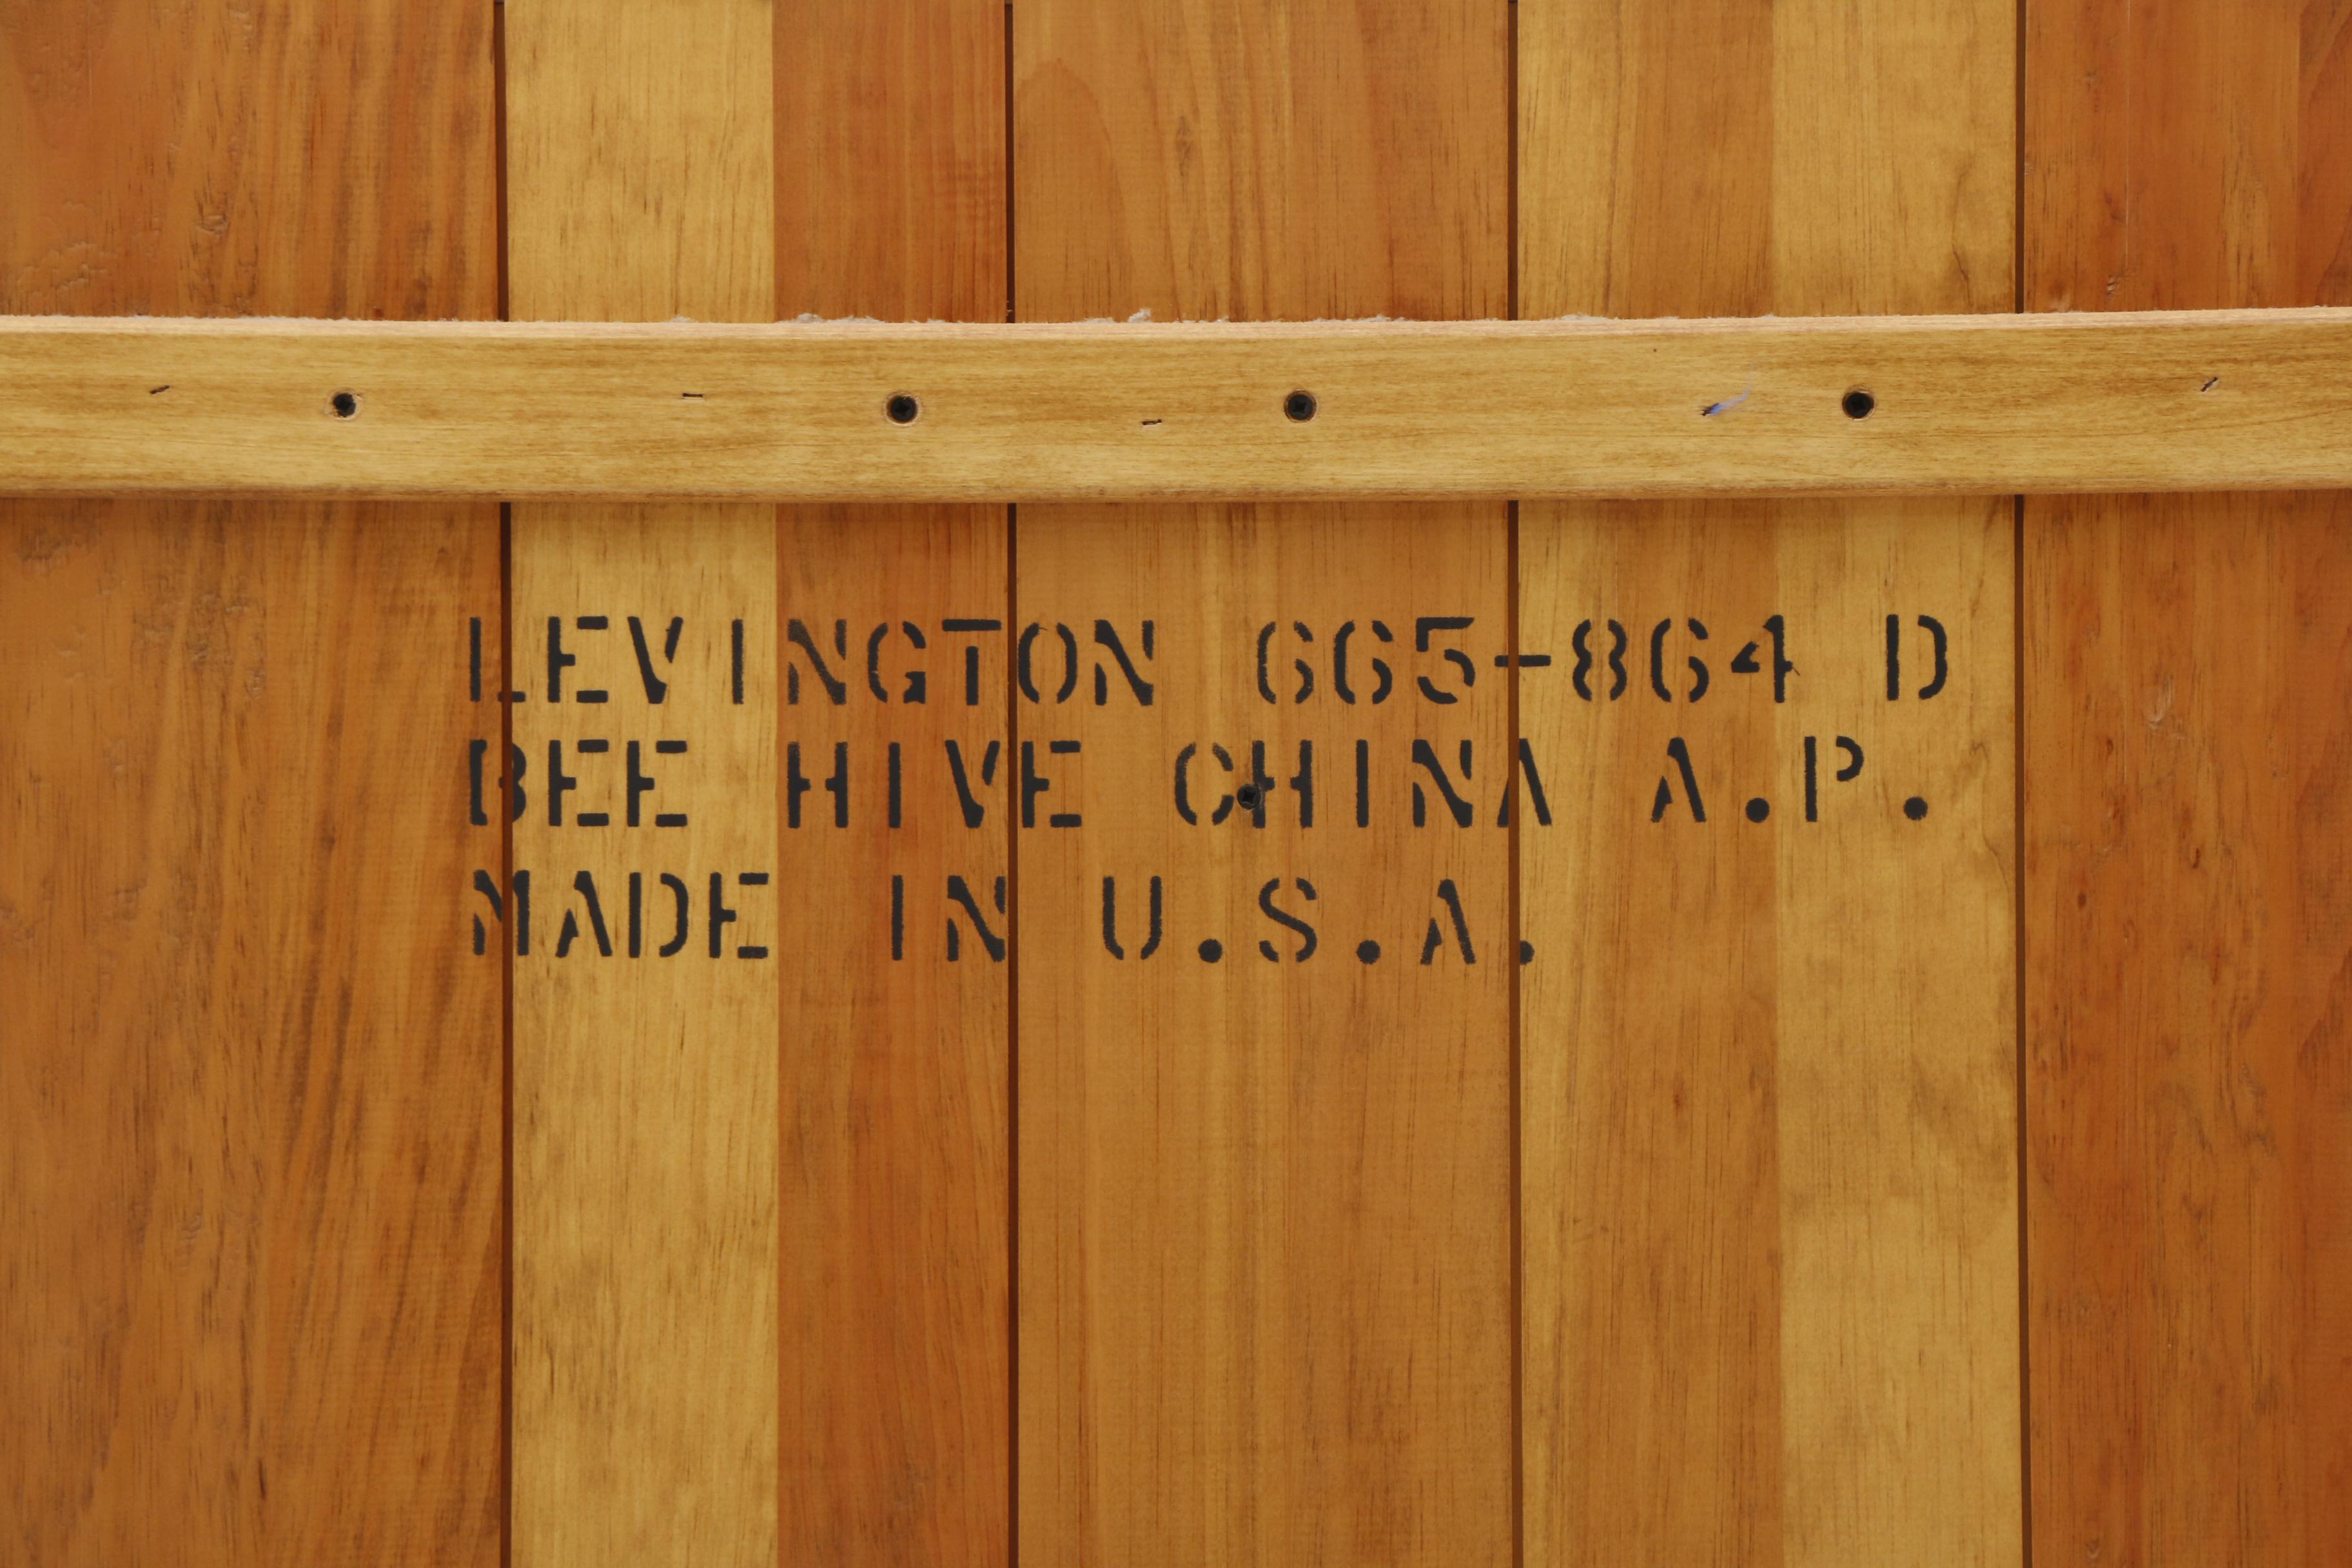 LEVINGTON 665-864 D
BEE HIVE CHINA A.P.
MADE IN U.S.A.